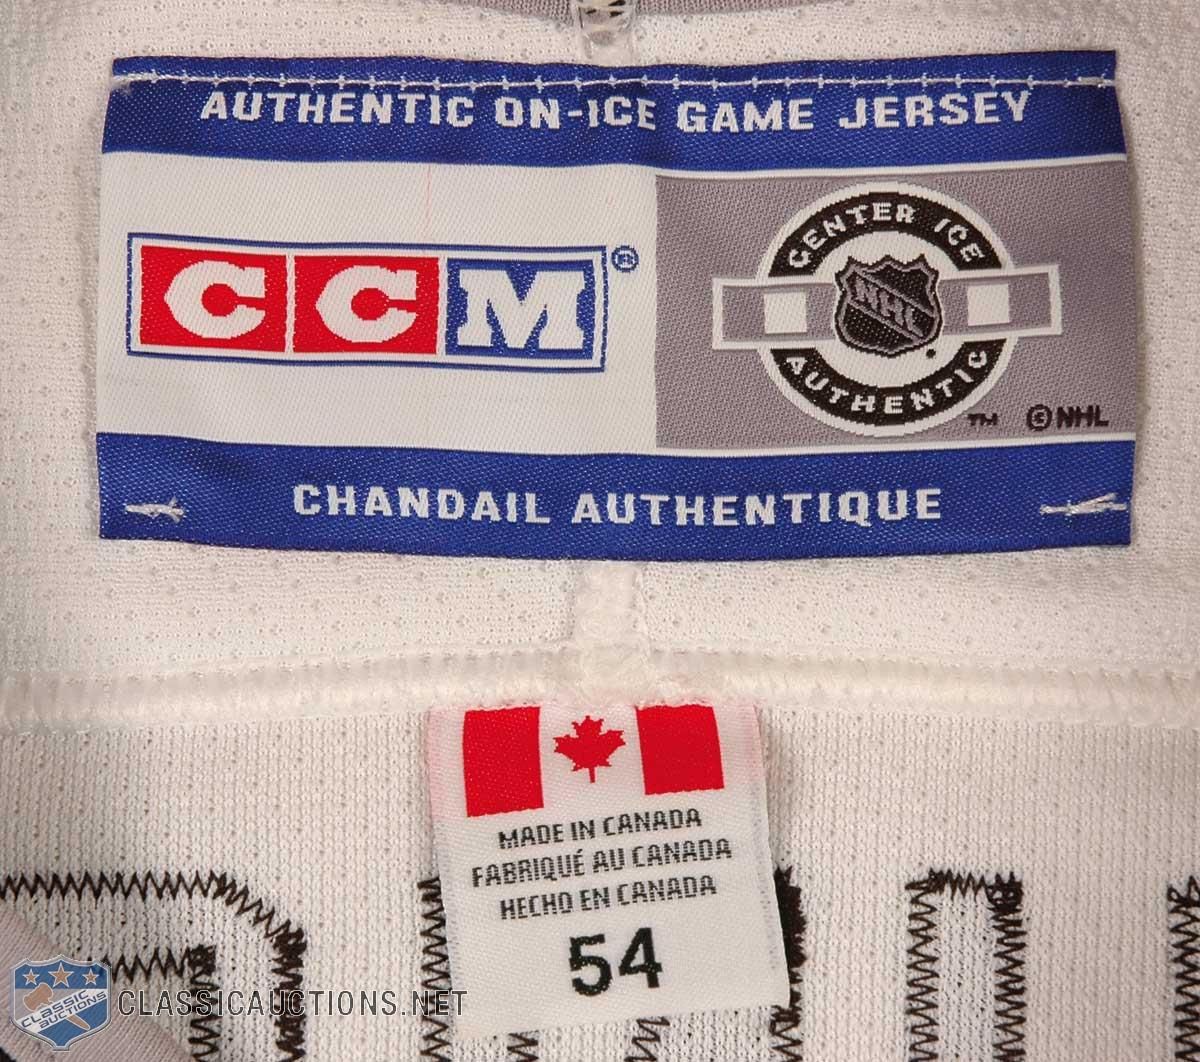 AUTHENTIC ON-ICE GAME JERSEY
CCM®
CENTER ICE
NHL
AUTHENTIC
™ ©NHL
CHANDAIL AUTHENTIQUE
MADE IN CANADA
FABRIQUÉ AU CANADA
HECHO EN CANADA
54
CLASSIC
AUCTIONS
CLASSICAUCTIONS.NET